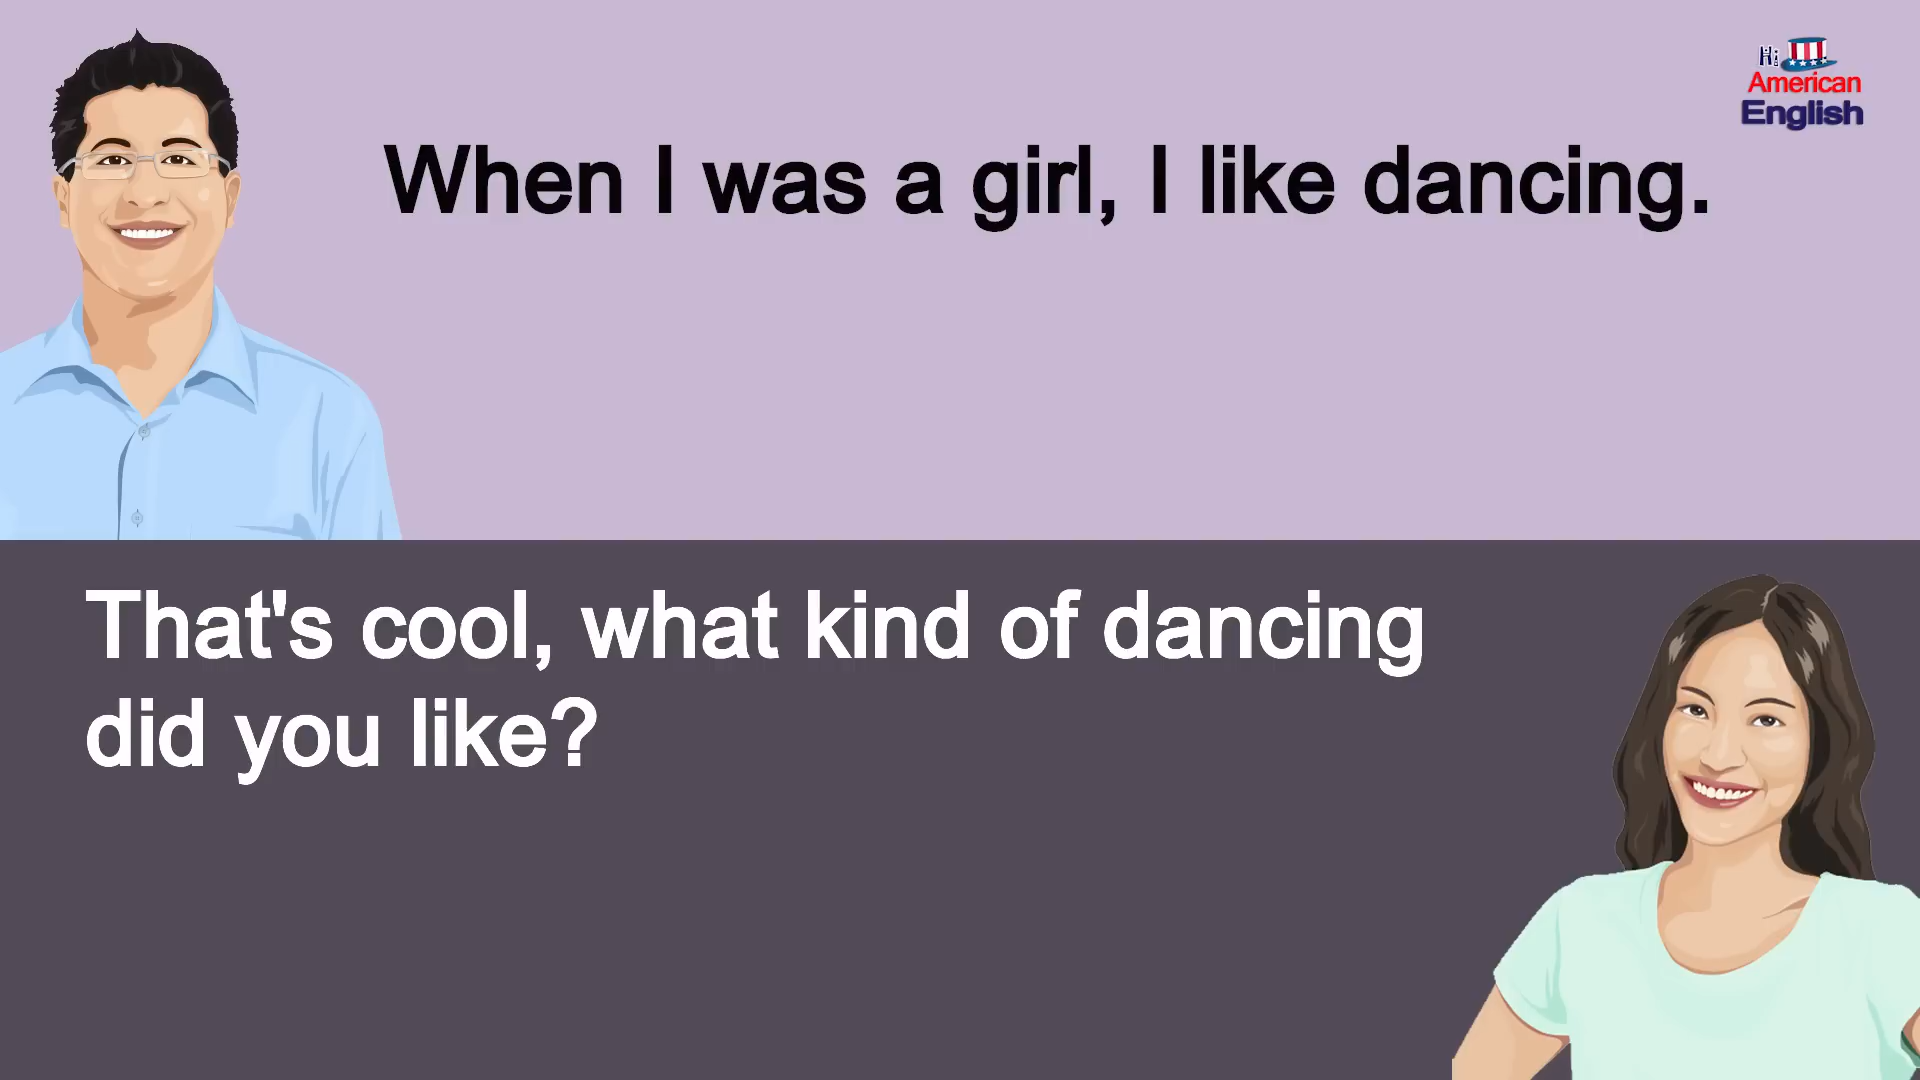 Hi
American
English
When I was a girl, I like dancing.
That's cool, what kind of dancing
did you like?